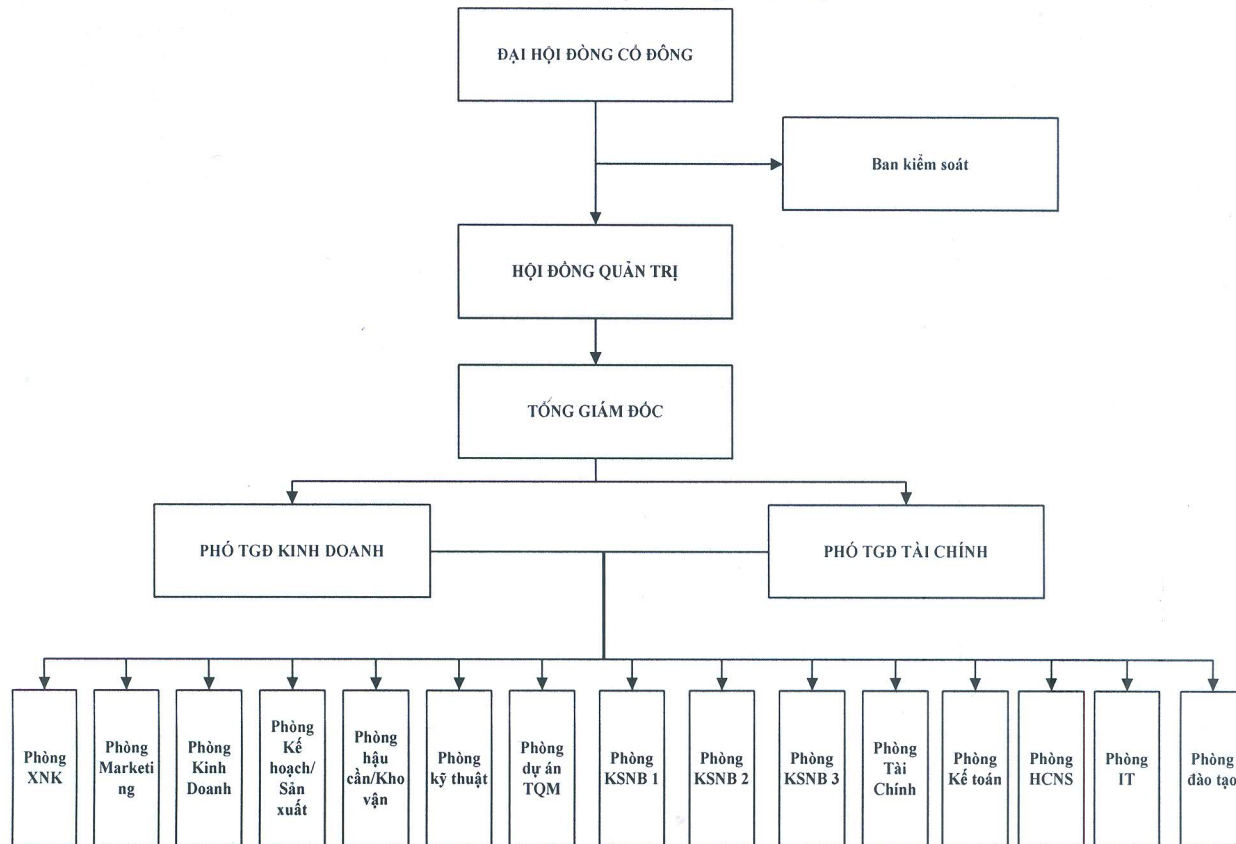 ĐẠI HỘI ĐỒNG CỔ ĐÔNG
Ban kiểm soát
HỘI ĐỒNG QUẢN TRỊ
TỔNG GIÁM ĐỐC
PHÓ TGĐ KINH DOANH
PHÓ TGĐ TÀI CHÍNH
Phòng
XNK
Phòng
Marketi
ng
Phòng
Kinh
Doanh
Phòng
Kế
hoạch/
Sản
xuất
Phòng
hậu
cần/Kho
vận
Phòng
kỹ thuật
Phòng
dự án
TQM
Phòng
KSNB 1
Phòng
KSNB 2
Phòng
KSNB 3
Phòng
Tài
Chính
Phòng
Kế toán
Phòng
HCNS
Phòng
IT
Phòng
đào tạo